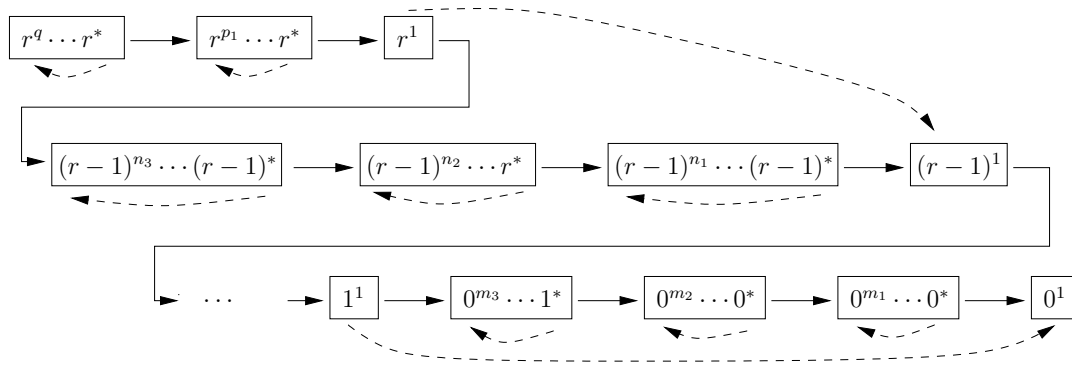 r^q ⋯ r^* r^{p_1} ⋯ r^* r^1
(r − 1)^{n_3} ⋯ (r − 1)^* (r − 1)^{n_2} ⋯ r^* (r − 1)^{n_1} ⋯ (r − 1)^* (r − 1)^1
⋯ 1^1 0^{m_3} ⋯ 1^* 0^{m_2} ⋯ 0^* 0^{m_1} ⋯ 0^* 0^1